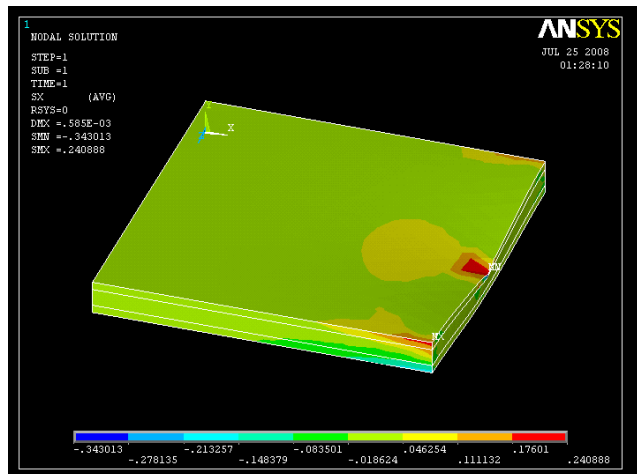 1
ANSYS
NODAL SOLUTION
JUL 25 2008
01:28:10
STEP=1
SUB =1
TIME=1
SX (AVG)
RSYS=0
DMX =.585E-03
SMN =-.343013
SMX =.240888
X
MN
MX
-.343013 -.213257 -.083501 .046254 .17601
-.278135 -.148379 -.018624 .111132 .240888